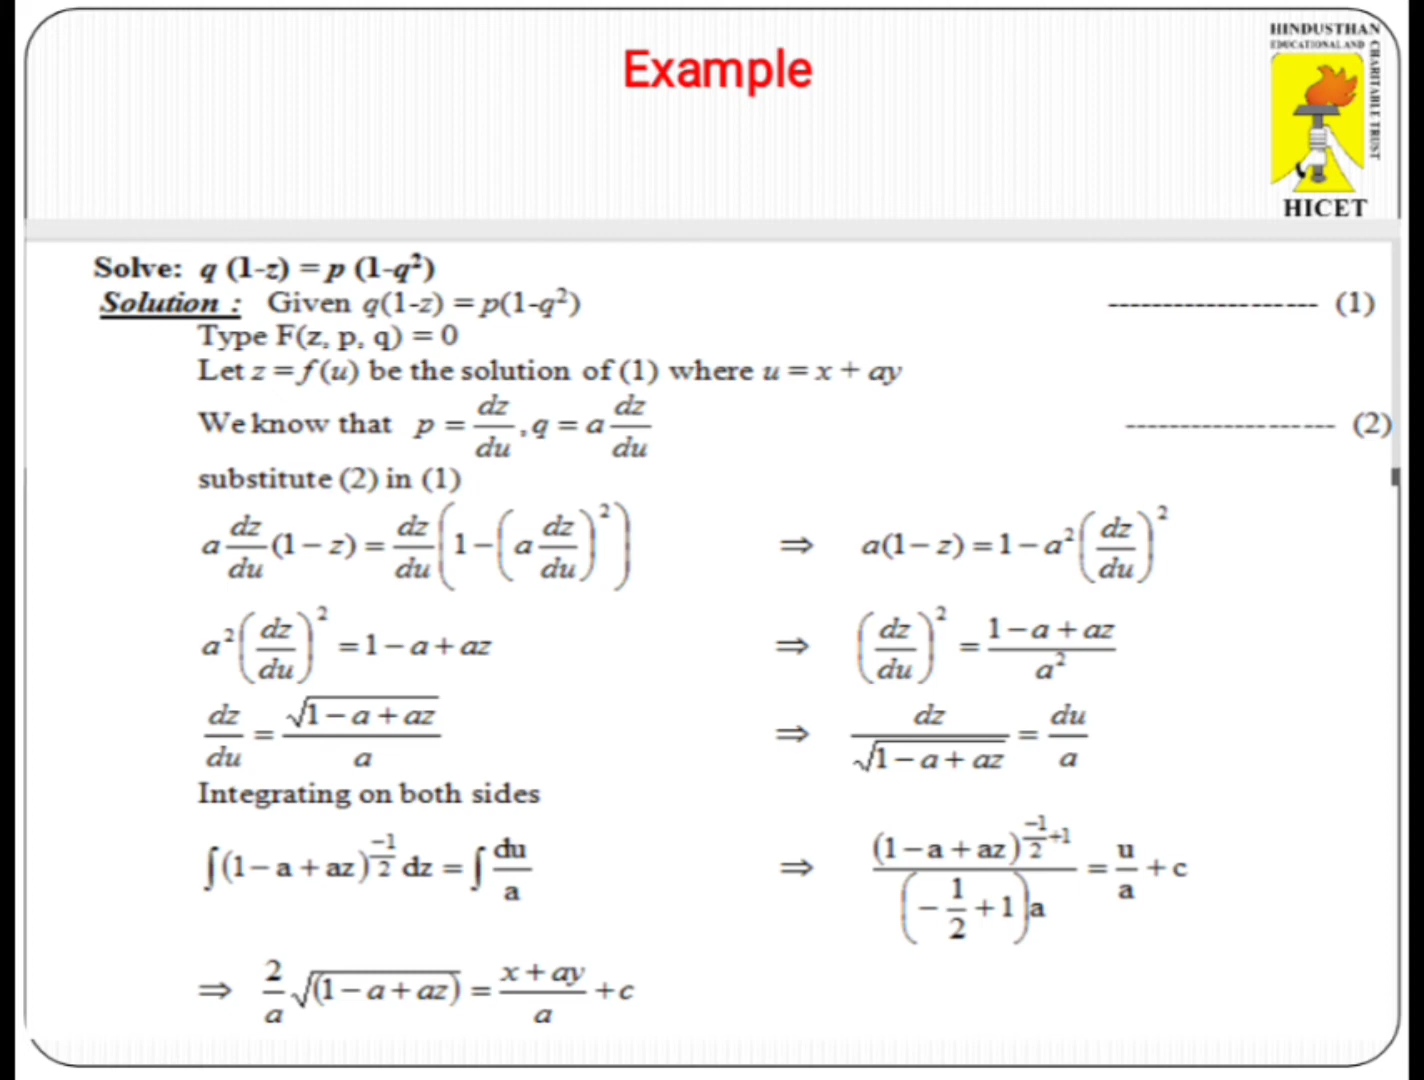 Example
HINDUSTHAN
EDUCATIONAL AND
CHARITABLE TRUST
HICET
Solve: q (1-z) = p (1-q²)
Solution : Given q(1-z) = p(1-q²) ------------------- (1)
Type F(z, p, q) = 0
Let z = f (u) be the solution of (1) where u = x + ay
We know that p = dz/du , q = a dz/du ------------------- (2)
substitute (2) in (1)
a dz/du (1 − z) = dz/du (1 − (a dz/du)²) ⇒ a(1 − z) = 1 − a² (dz/du)²
a² (dz/du)² = 1 − a + az ⇒ (dz/du)² = (1 − a + az)/a²
dz/du = √(1 − a + az)/a ⇒ dz/√(1 − a + az) = du/a
Integrating on both sides
∫(1 − a + az)^(−1/2) dz = ∫ du/a ⇒ (1 − a + az)^(−1/2 +1) / (−1/2 + 1)a = u/a + c
⇒ 2/a √(1 − a + az) = (x + ay)/a + c